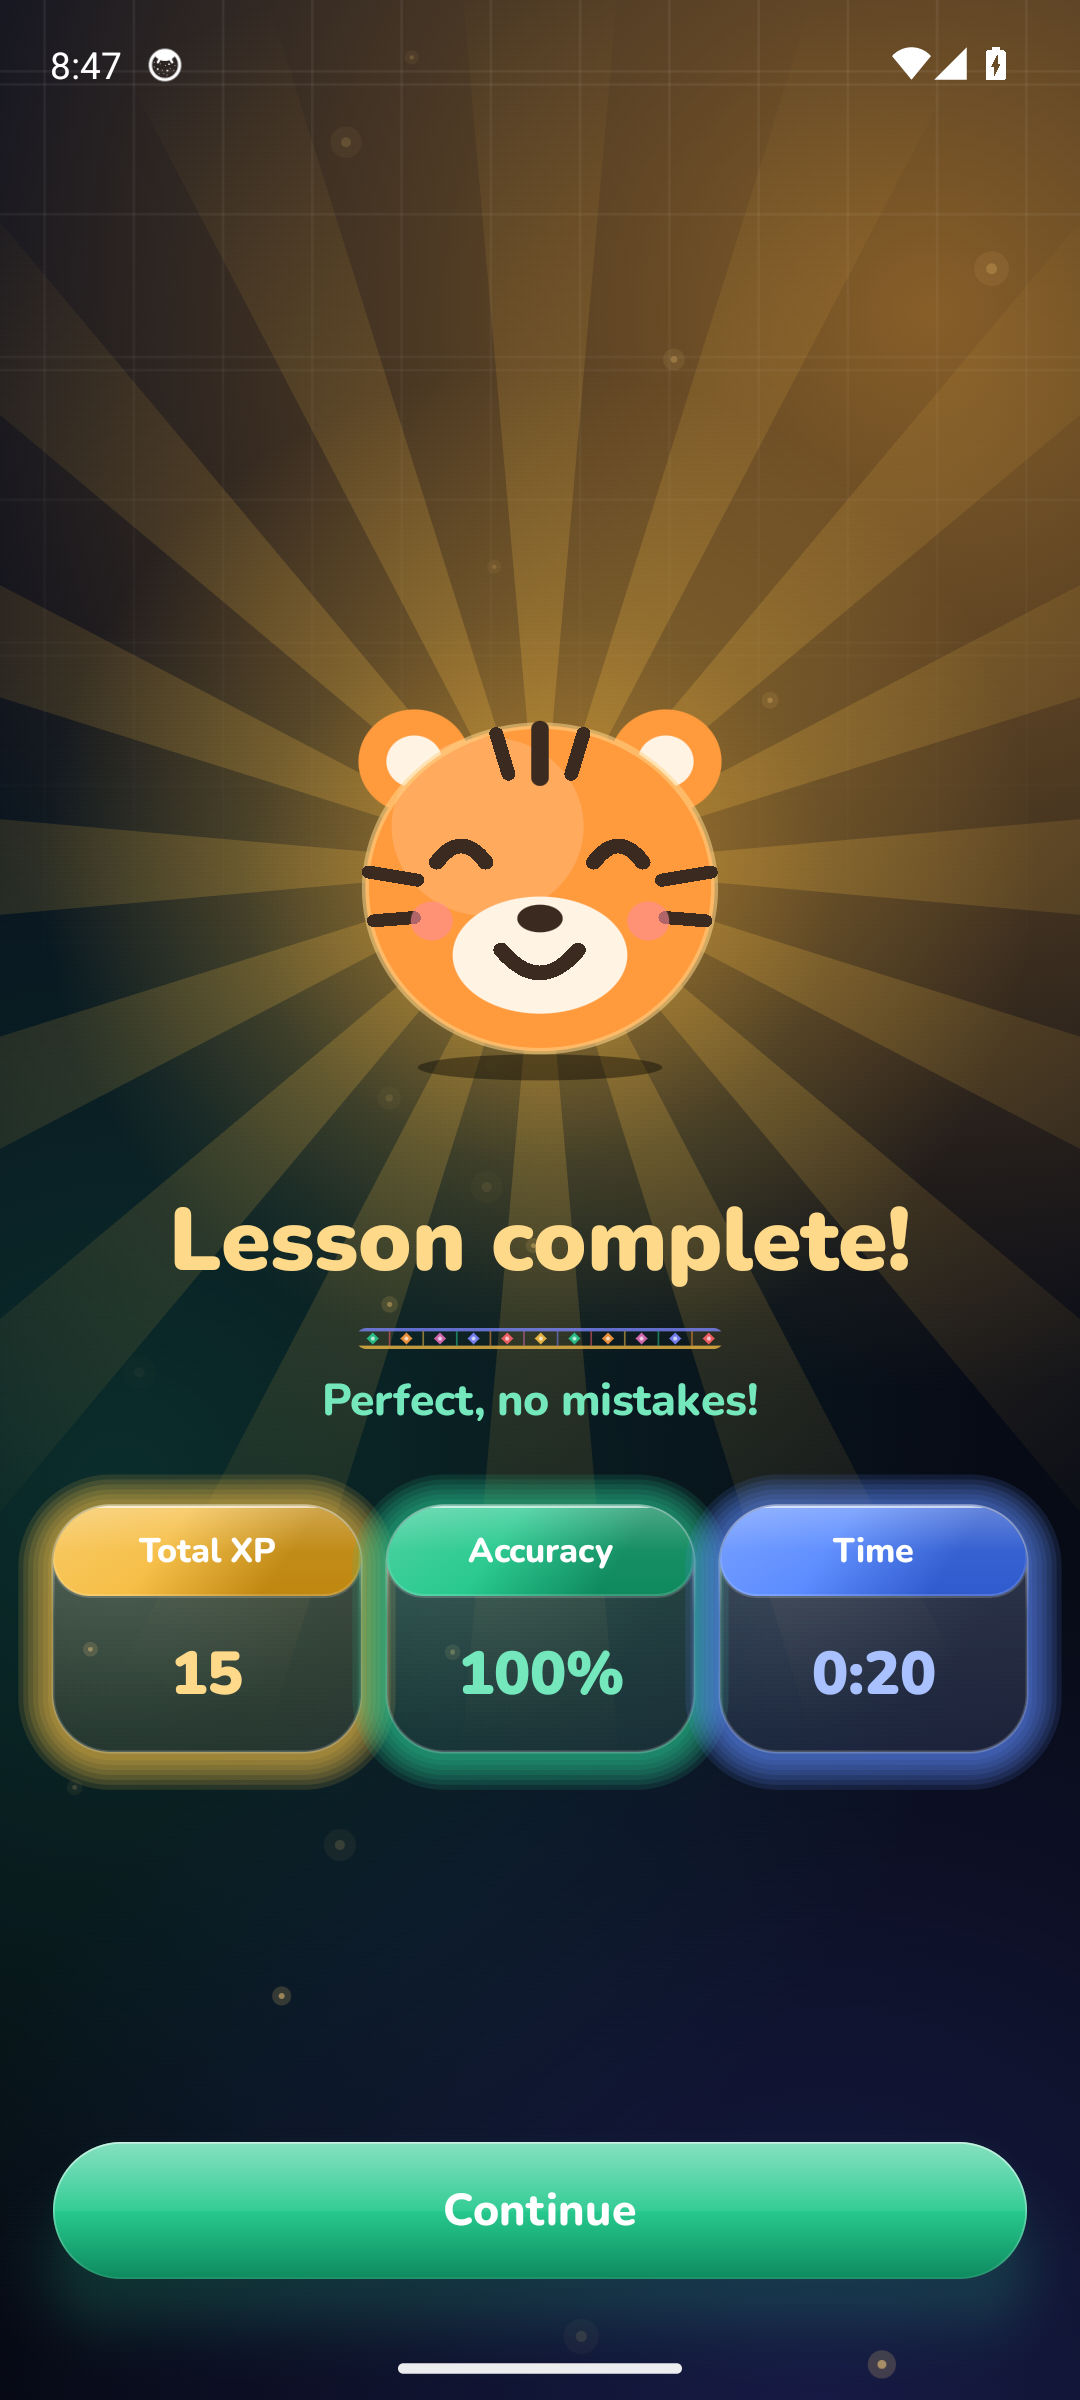 8:47
Lesson complete!
Perfect, no mistakes!
Total XP
15
Accuracy
100%
Time
0:20
Continue